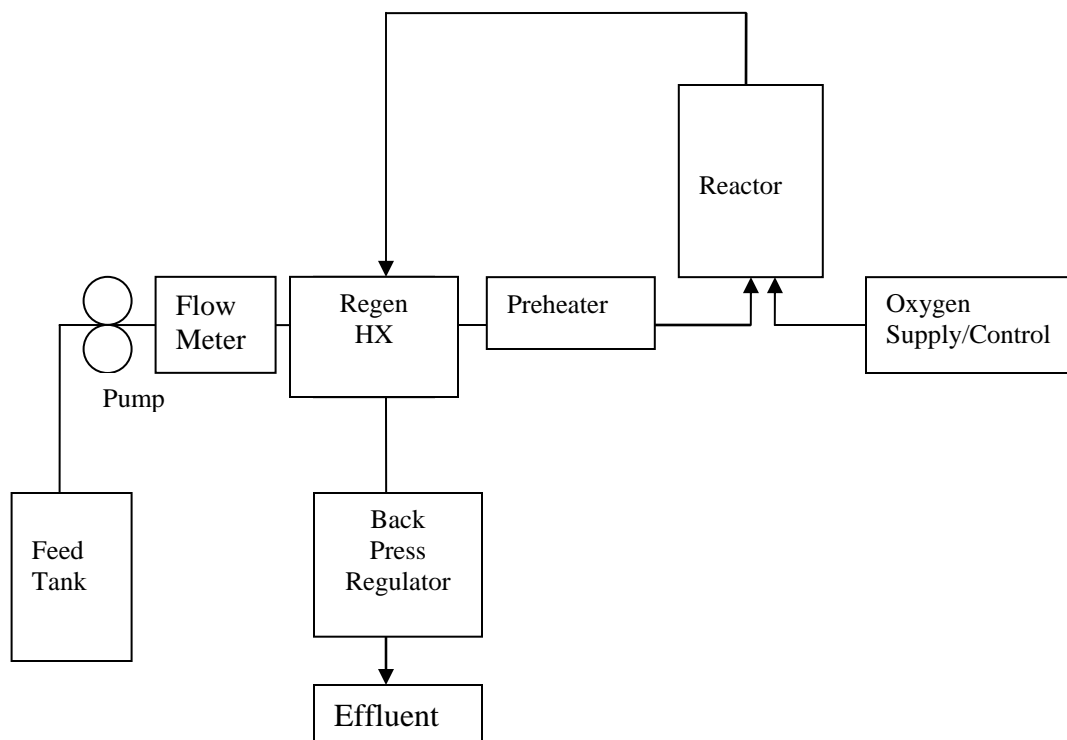 Reactor
Flow
Meter
Regen
HX
Preheater
Oxygen
Supply/Control
Pump
Feed
Tank
Back
Press
Regulator
Effluent